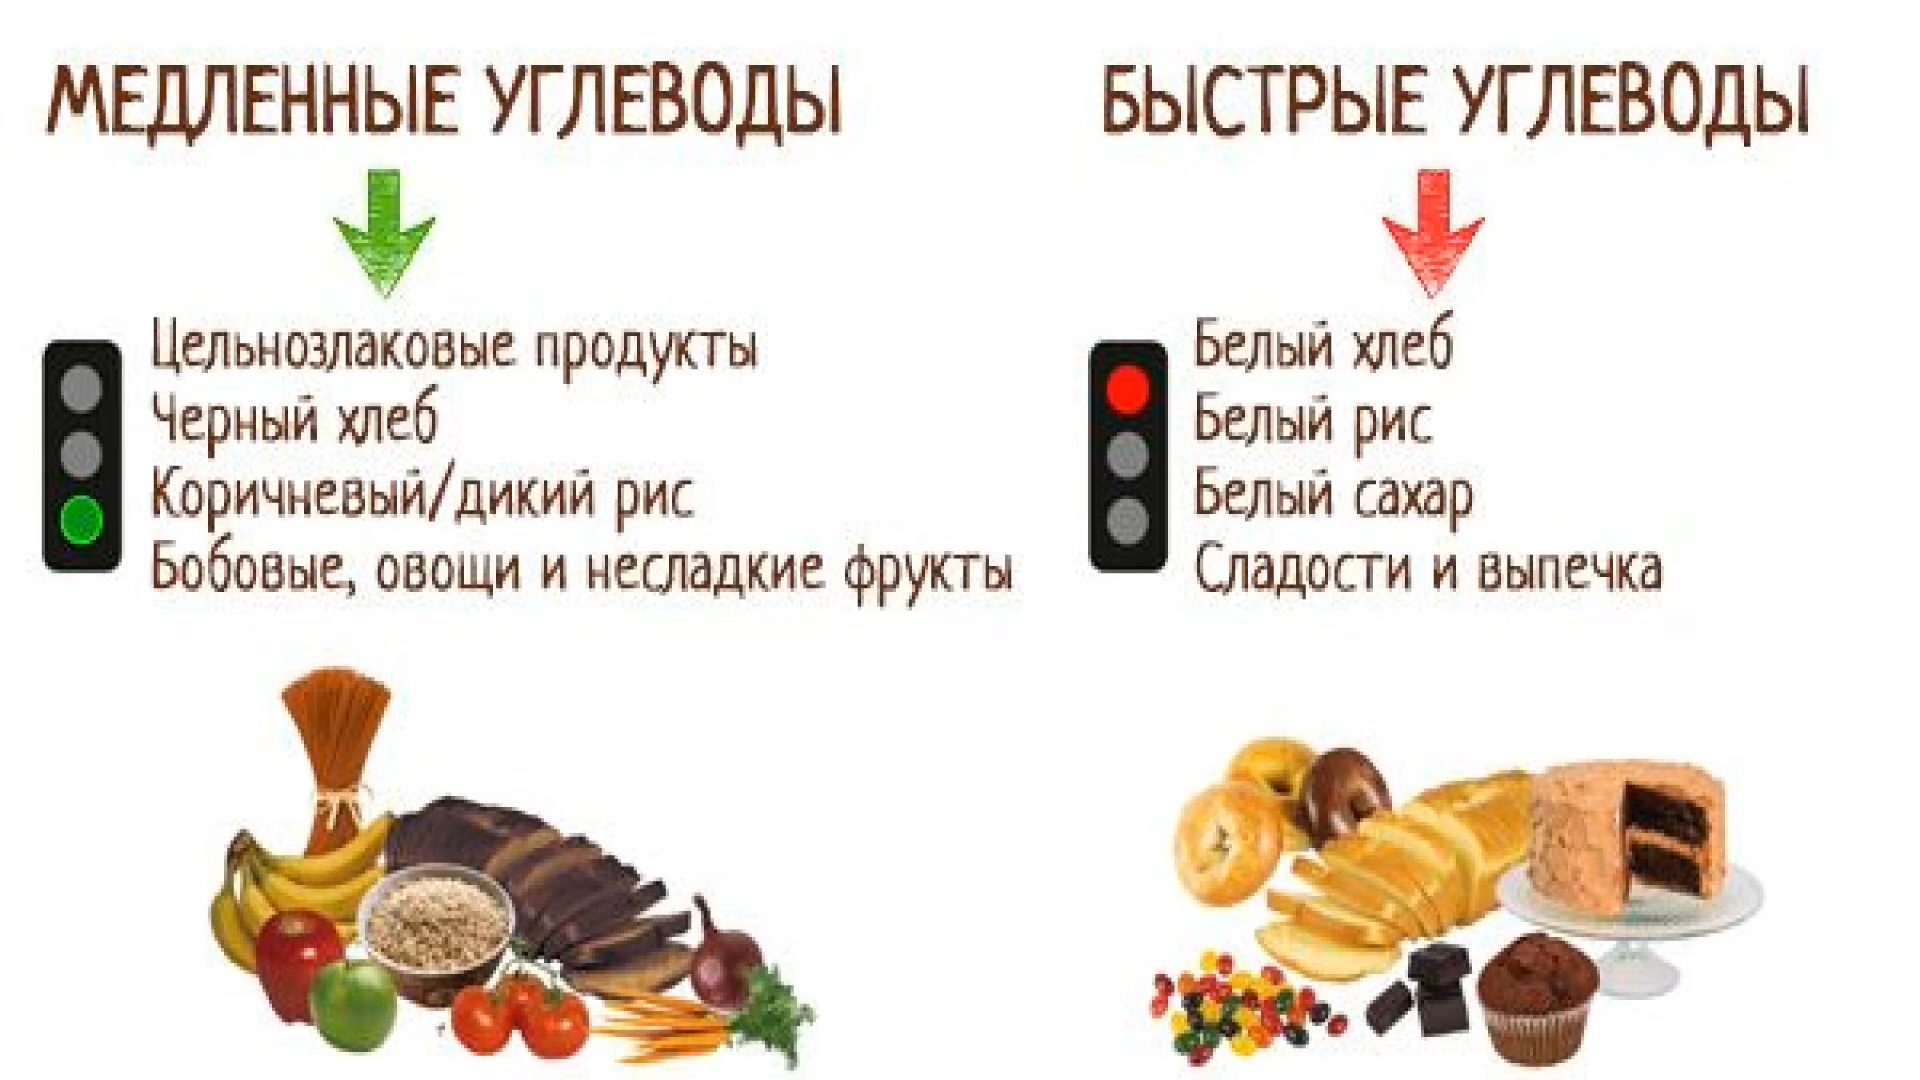 МЕДЛЕННЫЕ УГЛЕВОДЫ
Цельнозлаковые продукты
Черный хлеб
Коричневый/дикий рис
Бобовые, овощи и несладкие фрукты
БЫСТРЫЕ УГЛЕВОДЫ
Белый хлеб
Белый рис
Белый сахар
Сладости и выпечка